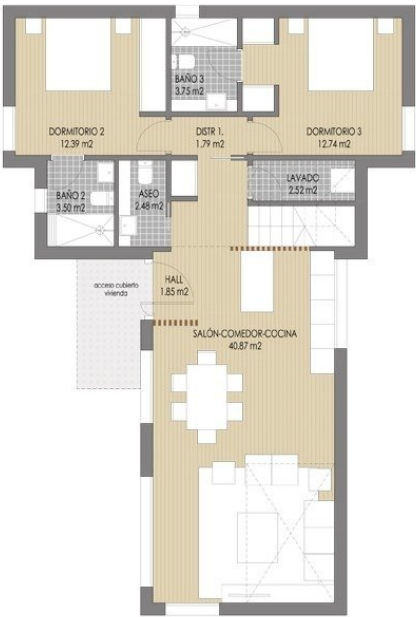 BAÑO 3
3.75 m2
DORMITORIO 2
12.39 m2
DISTR 1.
1.79 m2
DORMITORIO 3
12.74 m2
LAVADO
2.52 m2
BAÑO 2
3.50 m2
ASEO
2.48 m2
HALL
1.85 m2
acceso cubierto
vivienda
SALÓN-COMEDOR-COCINA
40.87 m2